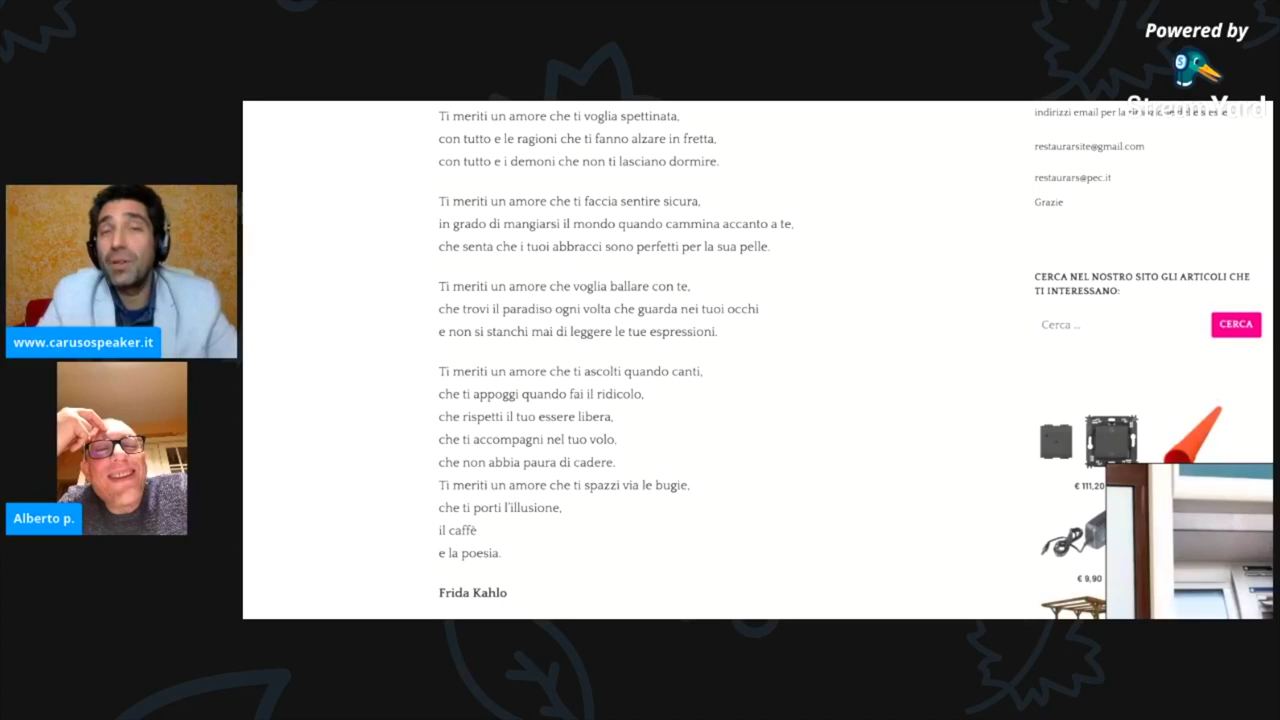 Powered by
StreamYard
Ti meriti un amore che ti voglia spettinata,
con tutto e le ragioni che ti fanno alzare in fretta,
con tutto e i demoni che non ti lasciano dormire.
Ti meriti un amore che ti faccia sentire sicura,
in grado di mangiarsi il mondo quando cammina accanto a te,
che senta che i tuoi abbracci sono perfetti per la sua pelle.
Ti meriti un amore che voglia ballare con te,
che trovi il paradiso ogni volta che guarda nei tuoi occhi
e non si stanchi mai di leggere le tue espressioni.
Ti meriti un amore che ti ascolti quando canti,
che ti appoggi quando fai il ridicolo,
che rispetti il tuo essere libera,
che ti accompagni nel tuo volo,
che non abbia paura di cadere.
Ti meriti un amore che ti spazzi via le bugie,
che ti porti l'illusione,
il caffè
e la poesia.
Frida Kahlo
indirizzi email per la
restaurarsite@gmail.com
restaurars@pec.it
Grazie
CERCA NEL NOSTRO SITO GLI ARTICOLI CHE
TI INTERESSANO:
Cerca ...
CERCA
€ 111,20
€ 9,90
www.carusospeaker.it
Alberto p.